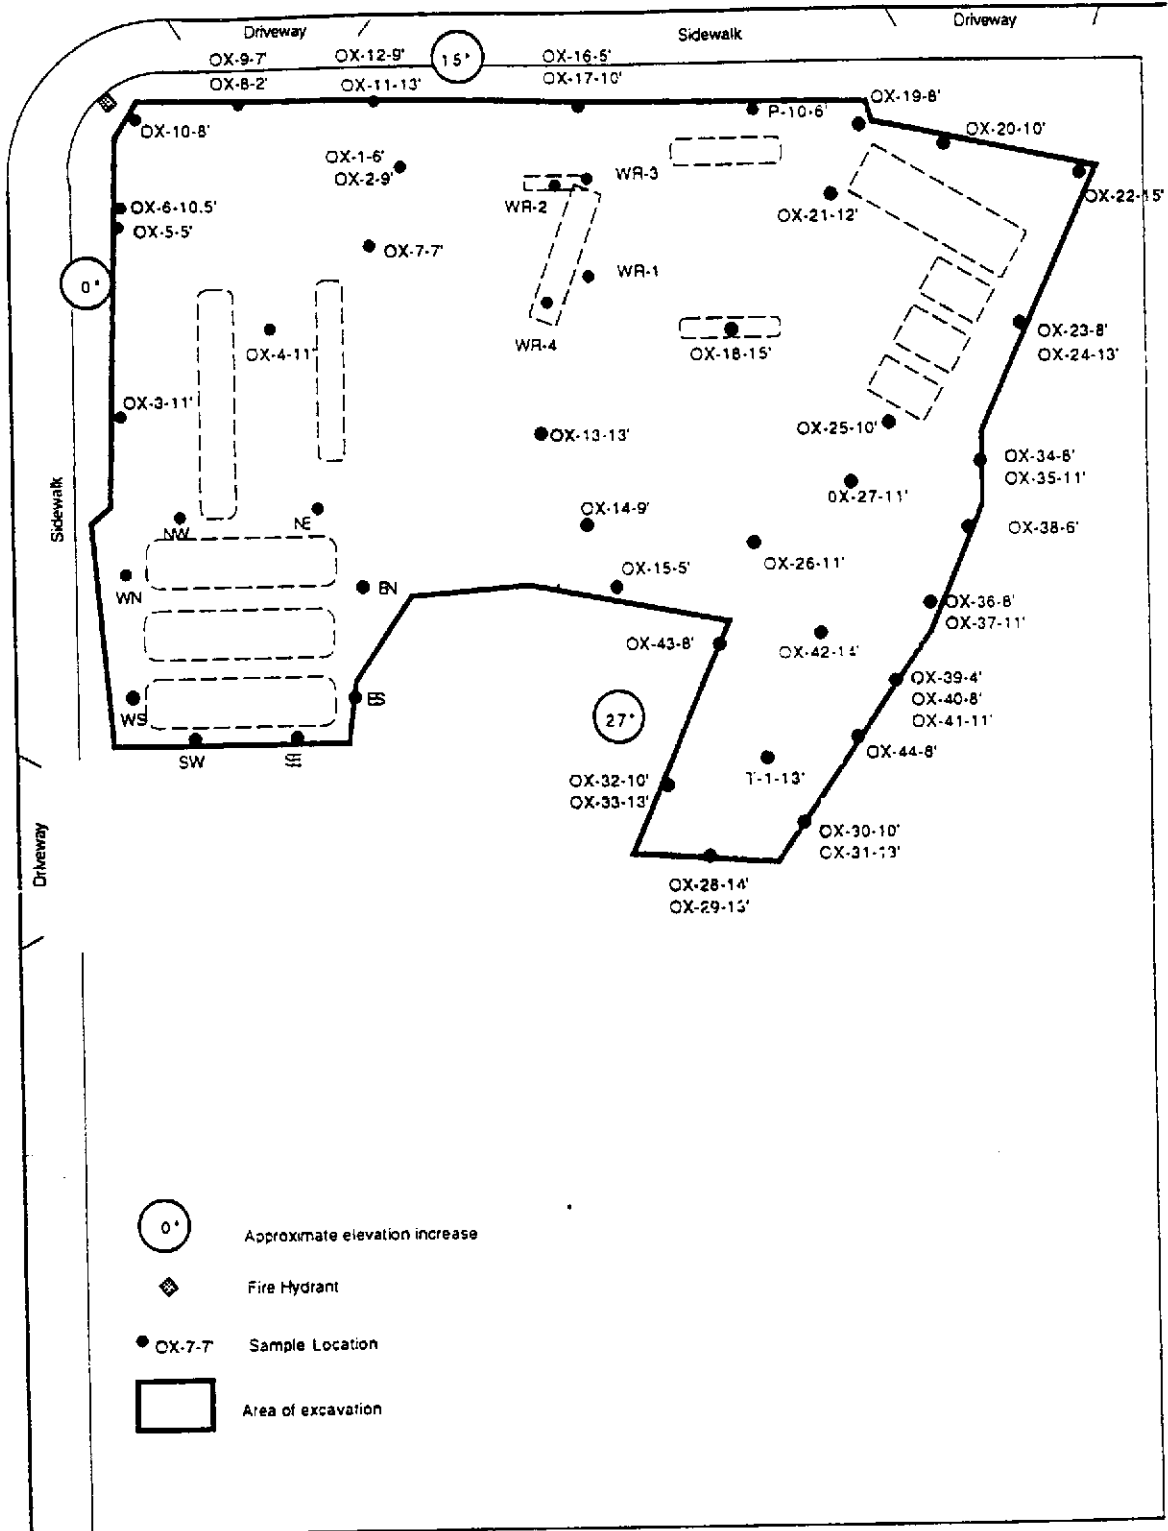 Driveway
Sidewalk
Driveway
OX-9-7'
OX-8-2'
OX-12-9'
OX-11-13'
15"
OX-16-5'
OX-17-10'
P-10-6'
OX-19-8'
OX-20-10'
OX-22-15'
OX-10-8'
OX-1-6'
OX-2-9'
WR-3
WR-2
OX-21-12'
OX-6-10.5'
OX-5-5'
OX-7-7'
WR-1
0"
WR-4
OX-4-11'
OX-18-15'
OX-23-8'
OX-24-13'
OX-3-11'
OX-13-13'
OX-25-10'
OX-34-8'
OX-35-11'
OX-27-11'
Sidewalk
NW
NE
OX-14-9'
OX-38-6'
OX-26-11'
WN
EN
OX-15-5'
OX-36-8'
OX-37-11'
OX-43-8'
OX-42-14'
OX-39-4'
OX-40-8'
OX-41-11'
WS
ES
27"
OX-44-8'
SW
T-1-13'
OX-32-10'
OX-33-13'
Driveway
OX-30-10'
OX-31-13'
OX-28-14'
OX-29-13'
0"
Approximate elevation increase
Fire Hydrant
OX-7-7' Sample Location
Area of excavation